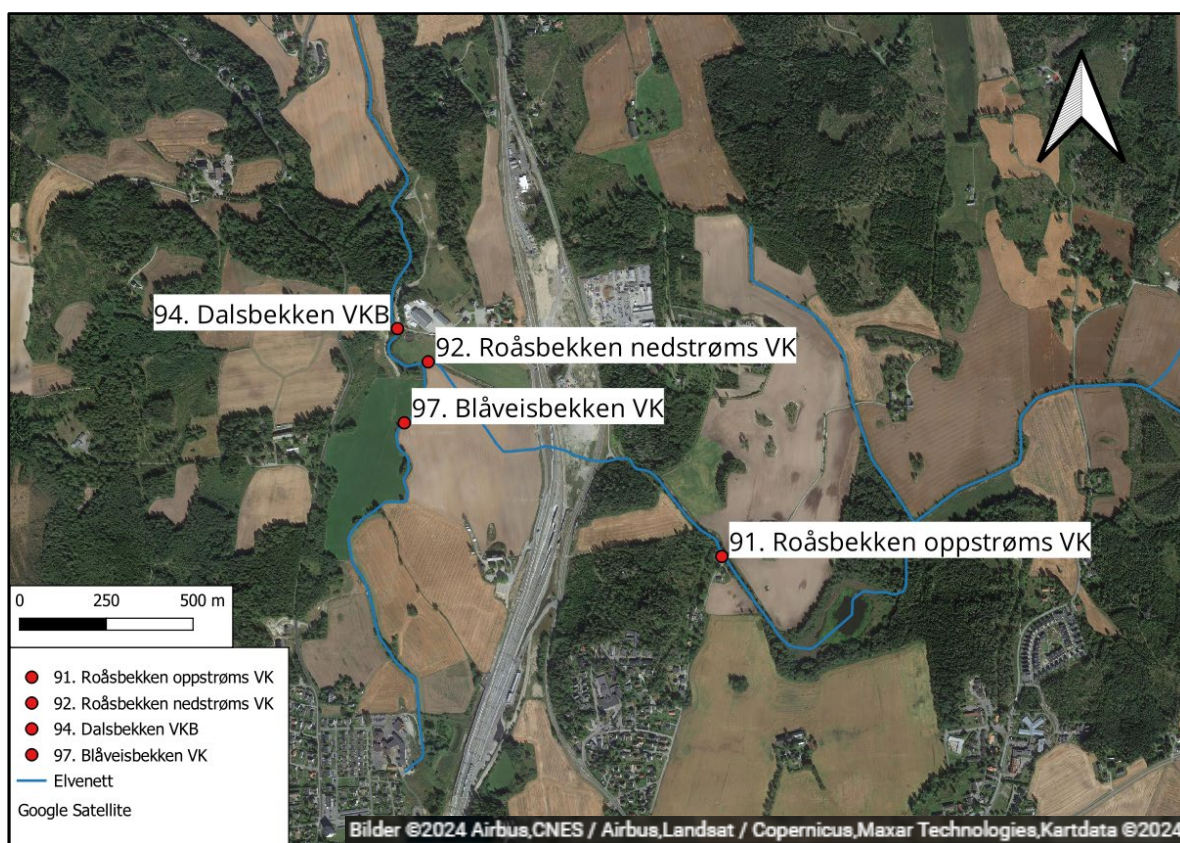 94. Dalsbekken VKB
92. Roåsbekken nedstrøms VK
97. Blåveisbekken VK
91. Roåsbekken oppstrøms VK
0 250 500 m
91. Roåsbekken oppstrøms VK
92. Roåsbekken nedstrøms VK
94. Dalsbekken VKB
97. Blåveisbekken VK
Elvenett
Google Satellite
Bilder ©2024 Airbus,CNES / Airbus,Landsat / Copernicus,Maxar Technologies,Kartdata ©2024